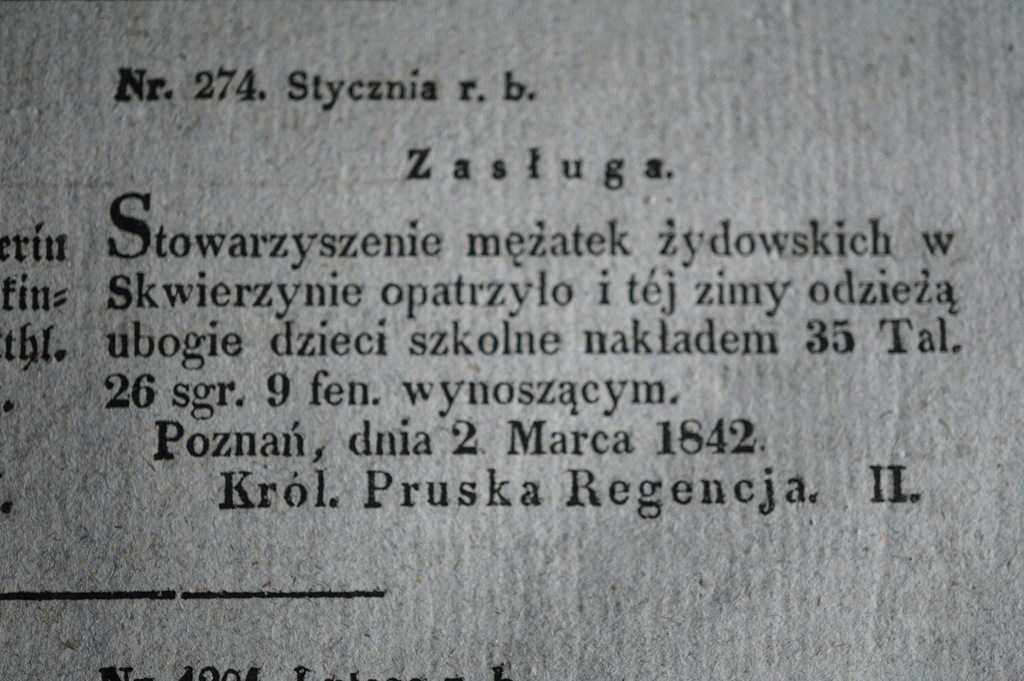 Nr. 274. Stycznia r. b.
Zasługa.
Stowarzyszenie mężatek żydowskich w
Skwierzynie opatrzyło i téj zimy odzieżą
ubogie dzieci szkolne nakładem 35 Tal.
26 sgr. 9 fen. wynoszącym.
Poznań, dnia 2 Marca 1842.
Król. Pruska Regencja. II.